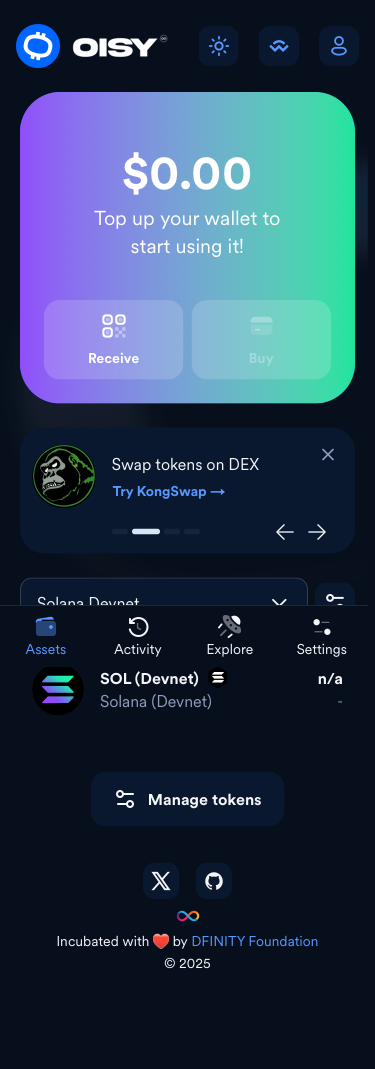 OISY
$0.00
Top up your wallet to
start using it!
Receive
Buy
Swap tokens on DEX
Try KongSwap →
Solana Devnet
Assets
Activity
Explore
Settings
SOL (Devnet)
n/a
Solana (Devnet)
-
Manage tokens
Incubated with ❤️ by DFINITY Foundation
© 2025